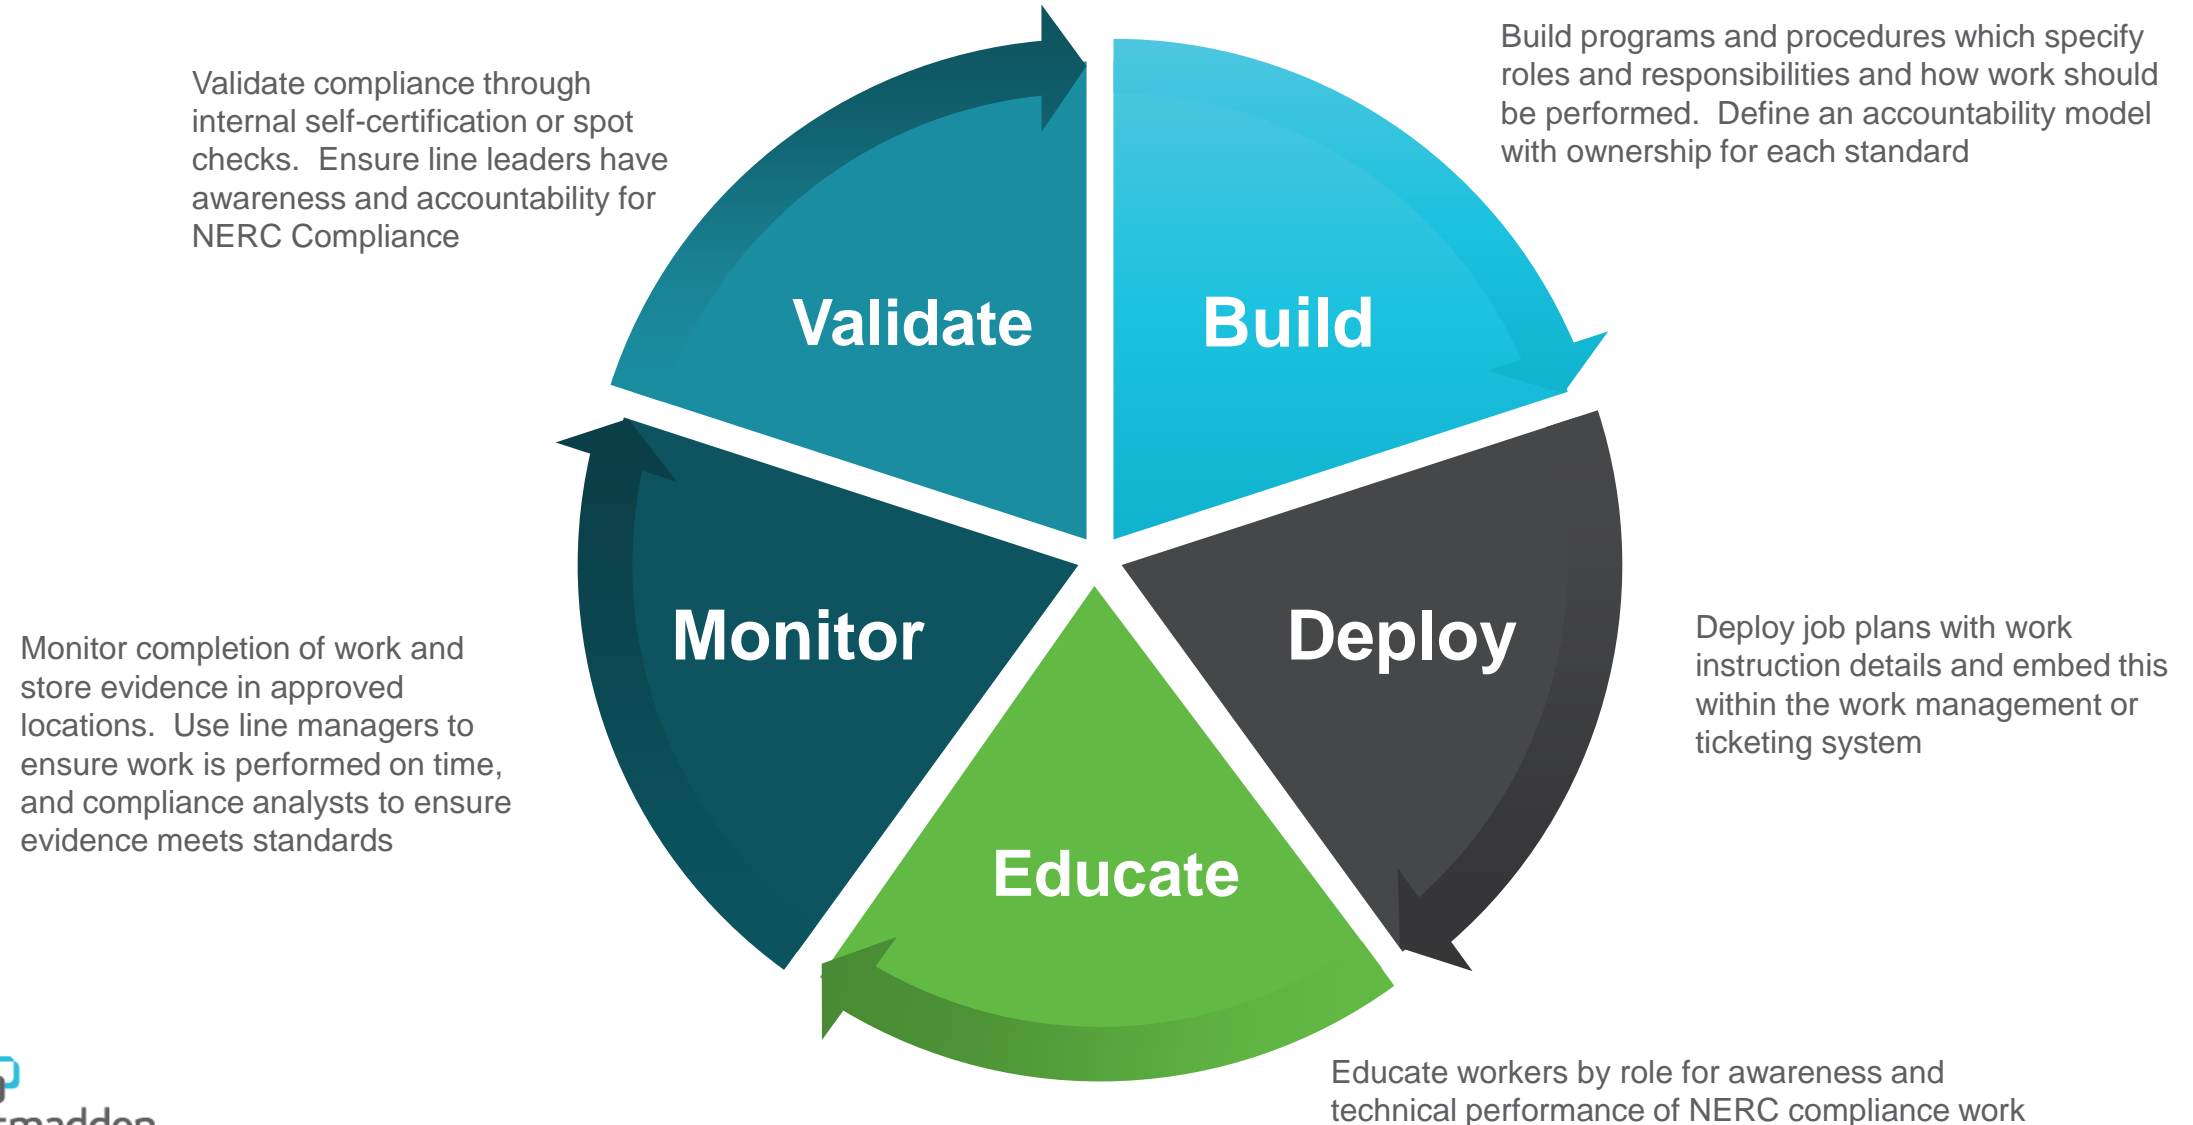 Validate compliance through
internal self-certification or spot
checks.  Ensure line leaders have
awareness and accountability for
NERC Compliance
Build programs and procedures which specify
roles and responsibilities and how work should
be performed.  Define an accountability model
with ownership for each standard
Validate
Build
Monitor
Deploy
Educate
Monitor completion of work and
store evidence in approved
locations.  Use line managers to
ensure work is performed on time,
and compliance analysts to ensure
evidence meets standards
Deploy job plans with work
instruction details and embed this
within the work management or
ticketing system
Educate workers by role for awareness and
technical performance of NERC compliance work